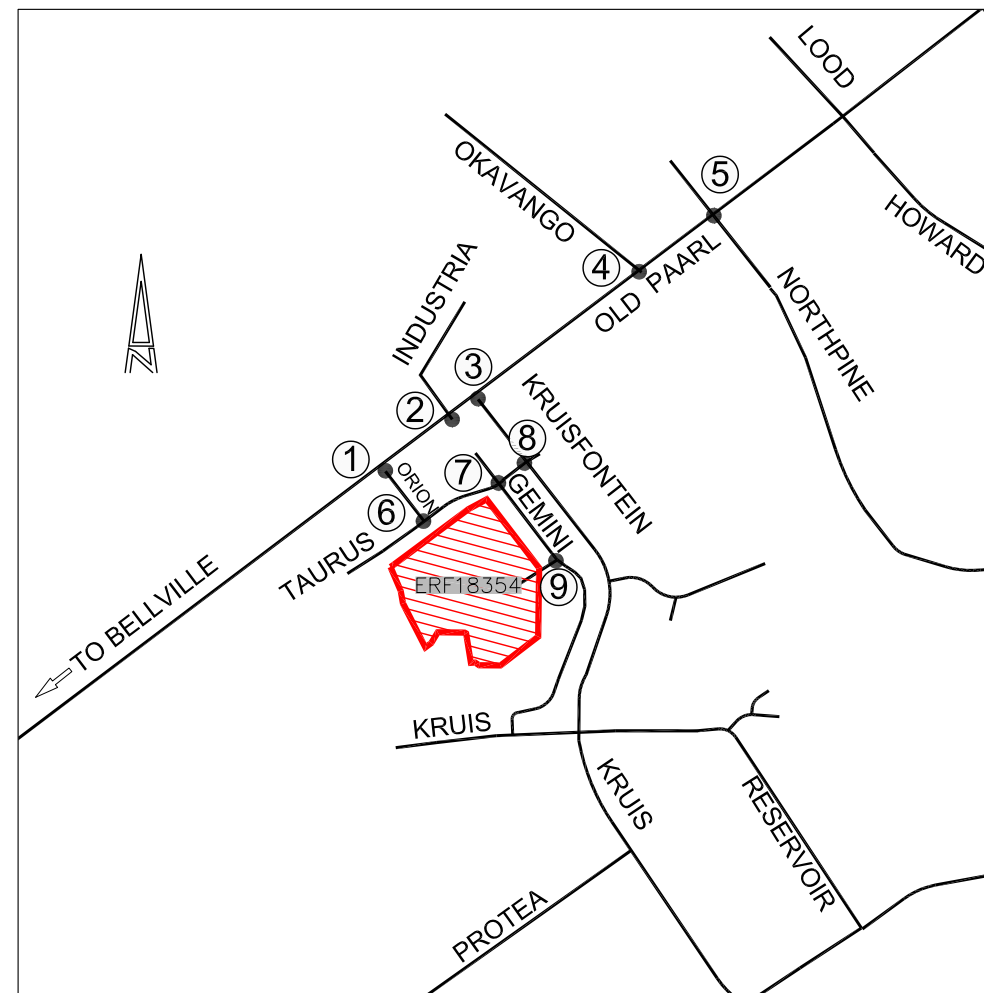 LOOD
HOWARD
OKAVANGO
5
4
OLD PAARL
NORTHPINE
INDUSTRIA
N
3
2
KRUISFONTEIN
8
1
ORION
7
GEMINI
6
TAURUS
ERF18354
9
TO BELLVILLE
KRUIS
KRUIS
RESERVOIR
PROTEA